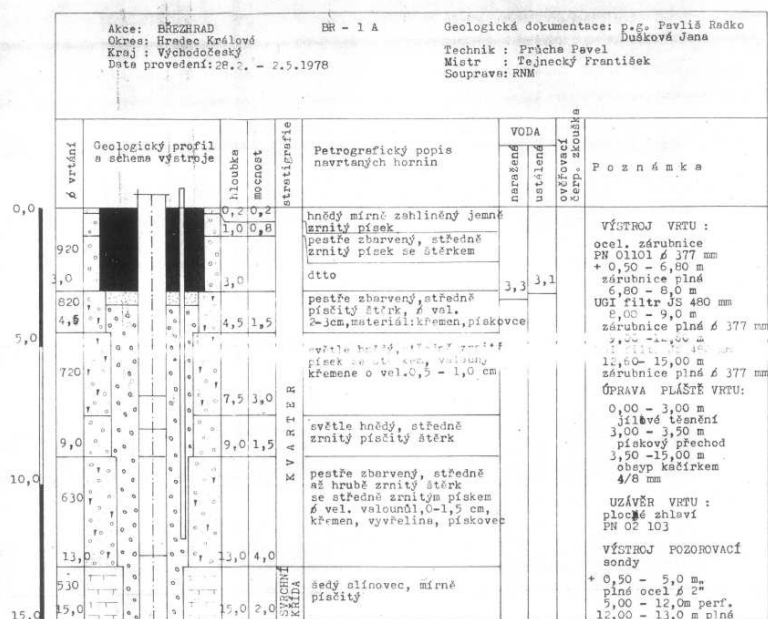 Akce: BŘEZHRAD
BR - 1 A
Geologická dokumentace: p.g. Pavliš Radko
Dušková Jana
Okres: Hradec Králové
Kraj : Východočeský
Data provedení: 28.2. - 2.5.1978
Technik : Průcha Pavel
Mistr : Tejnecký František
Souprava: RNM
ø vrtání
Geologický profil
a schema výstroje
hloubka
mocnost
stratigrafie
Petrografický popis
navrtaných hornin
VODA
naražená
ustálená
ověřovací
čerp. zkouška
Poznámka
0,0
0,2 0,2
hnědý mírně zahliněný jemně
zrnitý písek
1,0 0,8
pestře zbarvený, středně
zrnitý písek se štěrkem
920
3,0
3,0
dtto
3,3
3,1
820
4,5
4,5 1,5
pestře zbarvený, středně
písčitý štěrk, ø val.
2-3cm, materiál: křemen, pískovce
5,0
720
písek
křemene o vel. 0,5 - 1,0 cm
7,5 3,0
9,0
9,0 1,5
světle hnědý, středně
zrnitý písčitý štěrk
KVARTER
10,0
630
pestře zbarvený, středně
až hrubě zrnitý štěrk
se středně zrnitým pískem
ø vel. valounů 1,0-1,5 cm,
křemen, vyvřelina, pískovec
13,0
13,0 4,0
530
15,0
15,0 2,0
SVRCHNÍ
KŘÍDA
šedý slínovec, mírně
písčitý
15,0
VÝSTROJ VRTU :
ocel. zárubnice
PN 01101 ø 377 mm
+ 0,50 - 6,80 m
zárubnice plná
6,80 - 8,0 m
UGI filtr JS 480 mm
8,00 - 9,0 m
zárubnice plná ø 377 mm
12,60- 15,00 m
zárubnice plná ø 377 mm
ÚPRAVA PLÁŠTĚ VRTU:
0,00 - 3,00 m
jílové těsnění
3,00 - 3,50 m
pískový přechod
3,50 -15,00 m
obsyp kačírkem
4/8 mm
UZÁVĚR VRTU :
ploché zhlaví
PN 02 103
VÝSTROJ POZOROVACÍ
sondy
+ 0,50 - 5,0 m,
plná ocel ø 2"
5,00 - 12,0m perf.
12,00 - 13,0 m plná